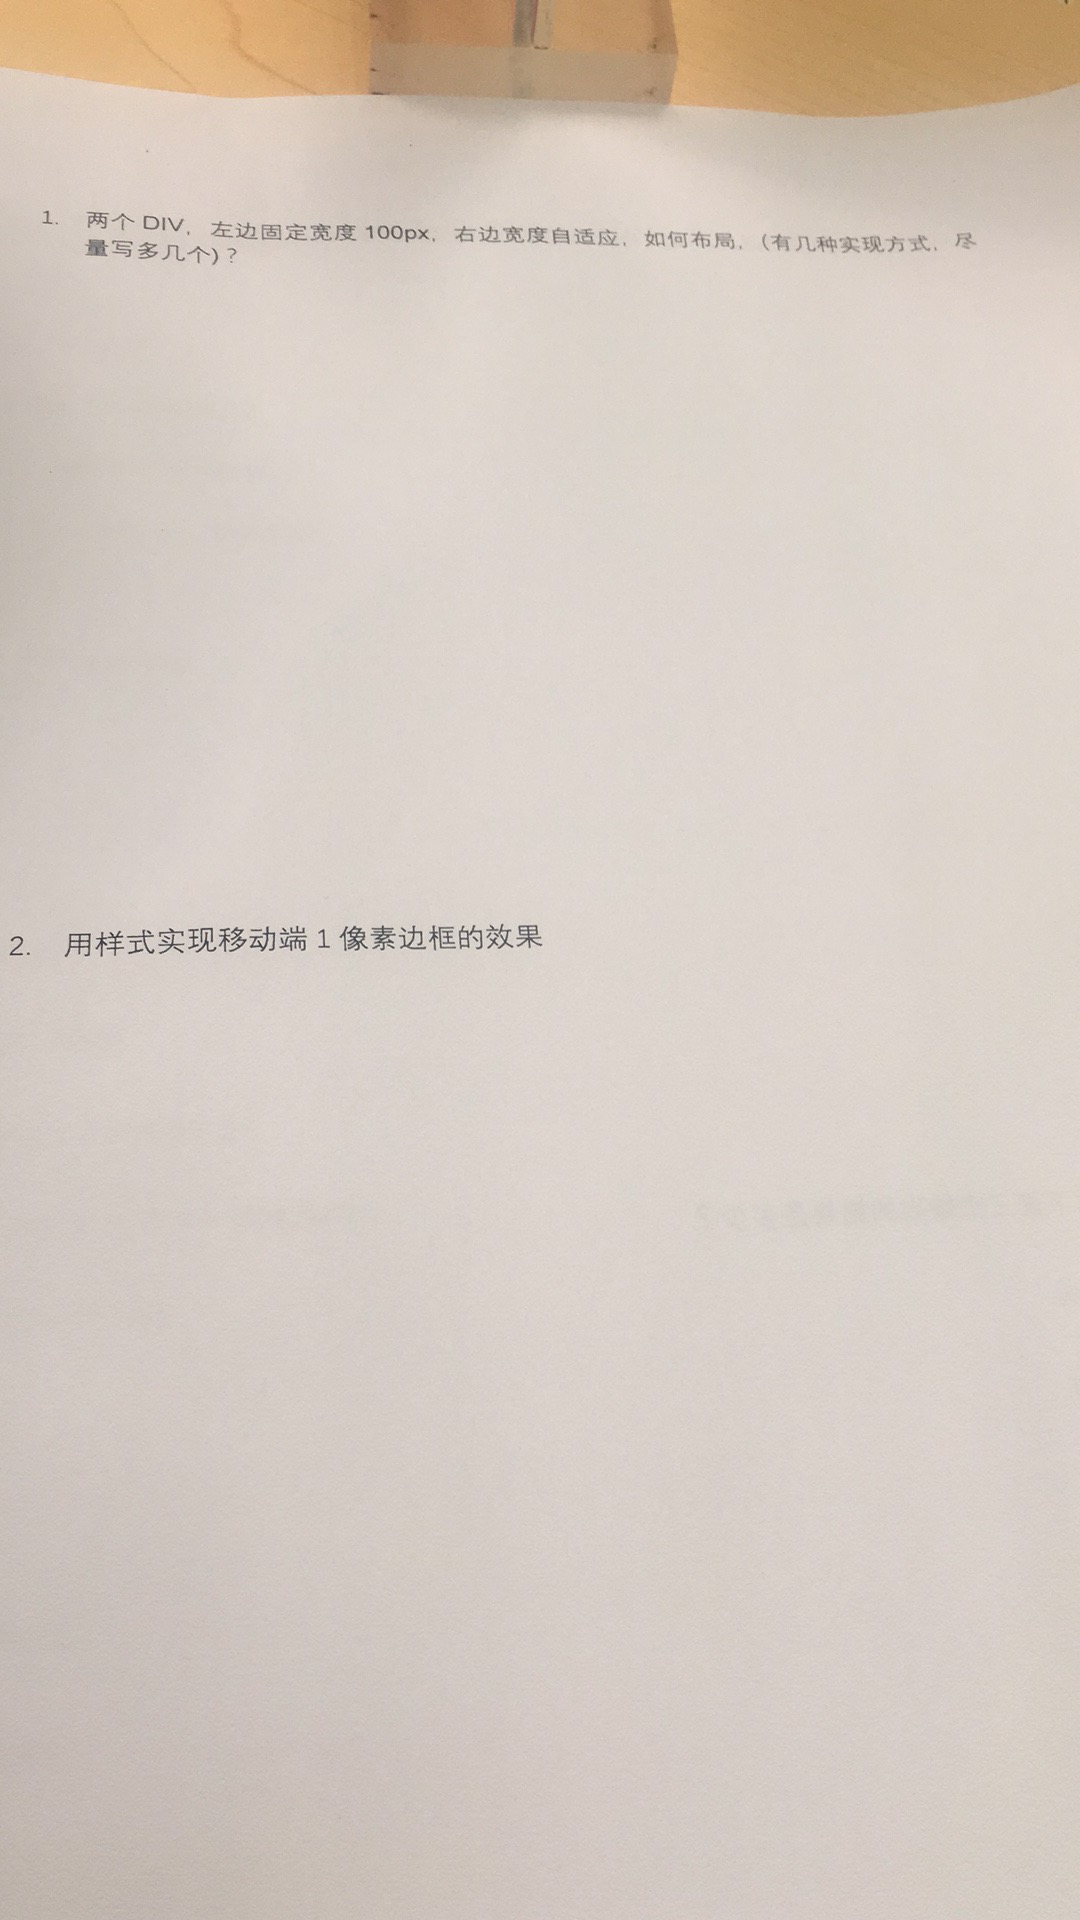 1. 两个 DIV，左边固定宽度 100px，右边宽度自适应，如何布局，(有几种实现方式，尽
量写多几个)？
2. 用样式实现移动端 1 像素边框的效果